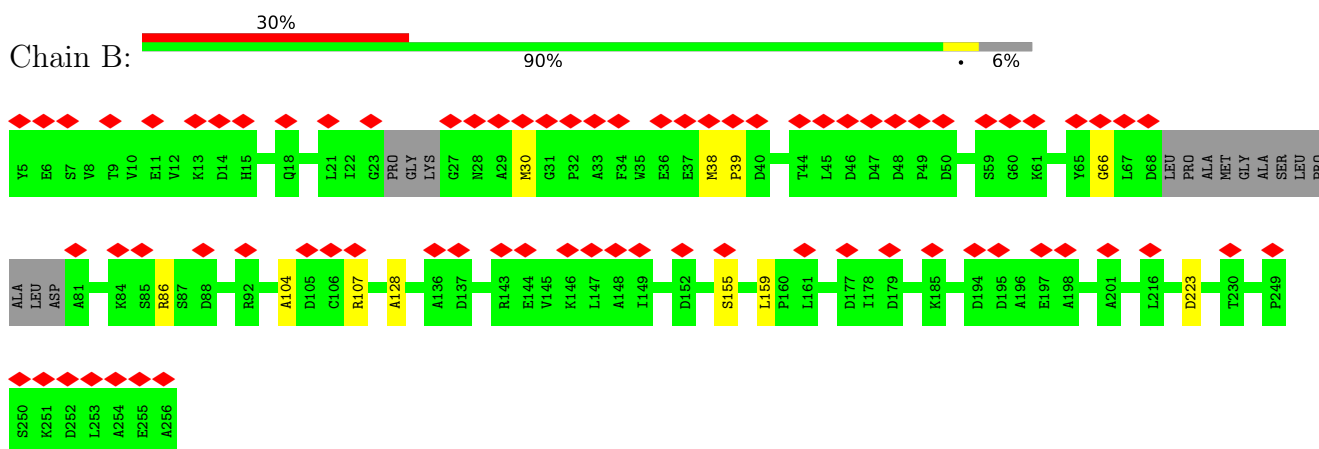 30%
Chain B:
90%
•
6%
Y5 E6 S7 V8 T9 V10 E11 V12 K13 D14 H15 Q18 L21 I22 G23 PRO GLY LYS G27 N28 A29 M30 G31 P32 A33 F34 W35 E36 E37 M38 P39 D40 T44 L45 D46 D47 D48 P49 D50 S59 G60 K61 Y65 G66 L67 D68 LEU PRO ALA MET GLY ALA SER LEU PRO
ALA LEU ASP A81 K84 S85 R86 S87 D88 R92 A104 D105 C106 R107 A128 A136 D137 R143 E144 V145 K146 L147 A148 I149 D152 S155 L159 P160 L161 D177 I178 D179 K185 D194 D195 A196 E197 A198 A201 L216 D223 T230 P249
S250 K251 D252 L253 A254 E255 A256